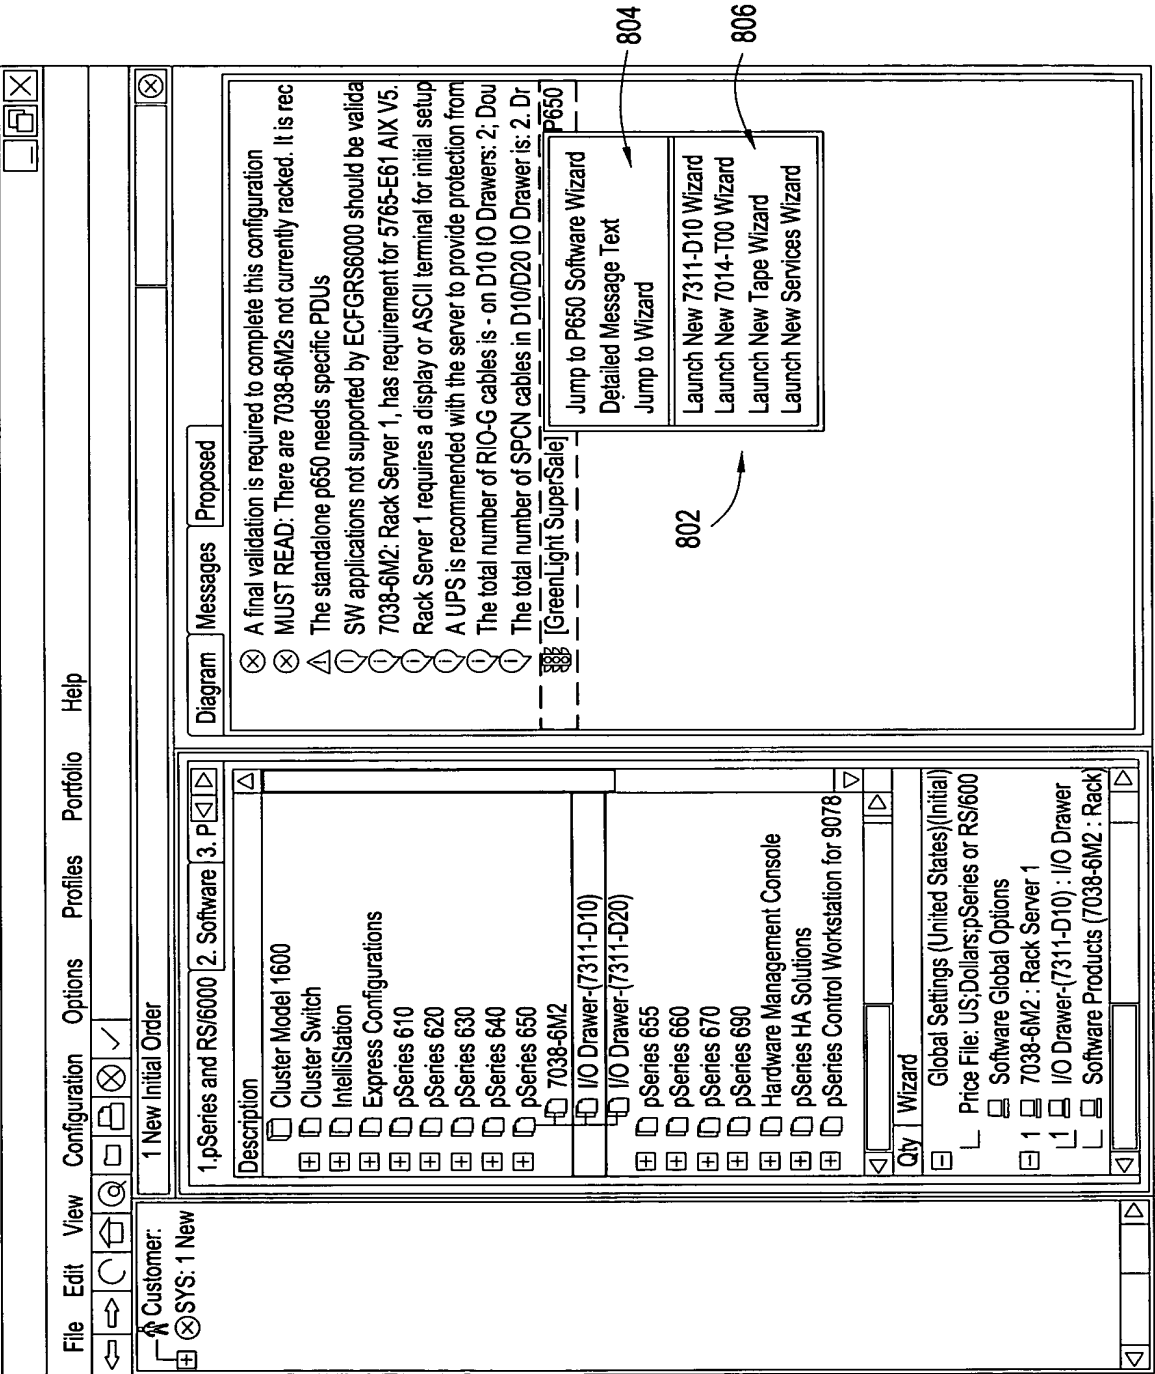 File Edit View Configuration Options Profiles Portfolio Help
Customer:
SYS: 1 New
1 New Initial Order
1.pSeries and RS/6000 2. Software 3. P
Description
Cluster Model 1600
Cluster Switch
IntelliStation
Express Configurations
pSeries 610
pSeries 620
pSeries 630
pSeries 640
pSeries 650
7038-6M2
I/O Drawer-(7311-D10)
I/O Drawer-(7311-D20)
pSeries 655
pSeries 660
pSeries 670
pSeries 690
Hardware Management Console
pSeries HA Solutions
pSeries Control Workstation for 9078
Qty Wizard
Global Settings (United States)(Initial)
Price File: US;Dollars;pSeries or RS/600
Software Global Options
1 7038-6M2 : Rack Server 1
1 I/O Drawer-(7311-D10) : I/O Drawer
Software Products (7038-6M2 : Rack)
Diagram Messages Proposed
A final validation is required to complete this configuration
MUST READ: There are 7038-6M2s not currently racked. It is rec
The standalone p650 needs specific PDUs
SW applications not supported by ECFGRS6000 should be valida
7038-6M2: Rack Server 1, has requirement for 5765-E61 AIX V5.
Rack Server 1 requires a display or ASCII terminal for initial setup
A UPS is recommended with the server to provide protection from
The total number of RIO-G cables is - on D10 IO Drawers: 2; Dou
The total number of SPCN cables in D10/D20 IO Drawer is: 2. Dr
[GreenLight SuperSale] P650
Jump to P650 Software Wizard
Detailed Message Text
Jump to Wizard
Launch New 7311-D10 Wizard
Launch New 7014-T00 Wizard
Launch New Tape Wizard
Launch New Services Wizard
802
804
806